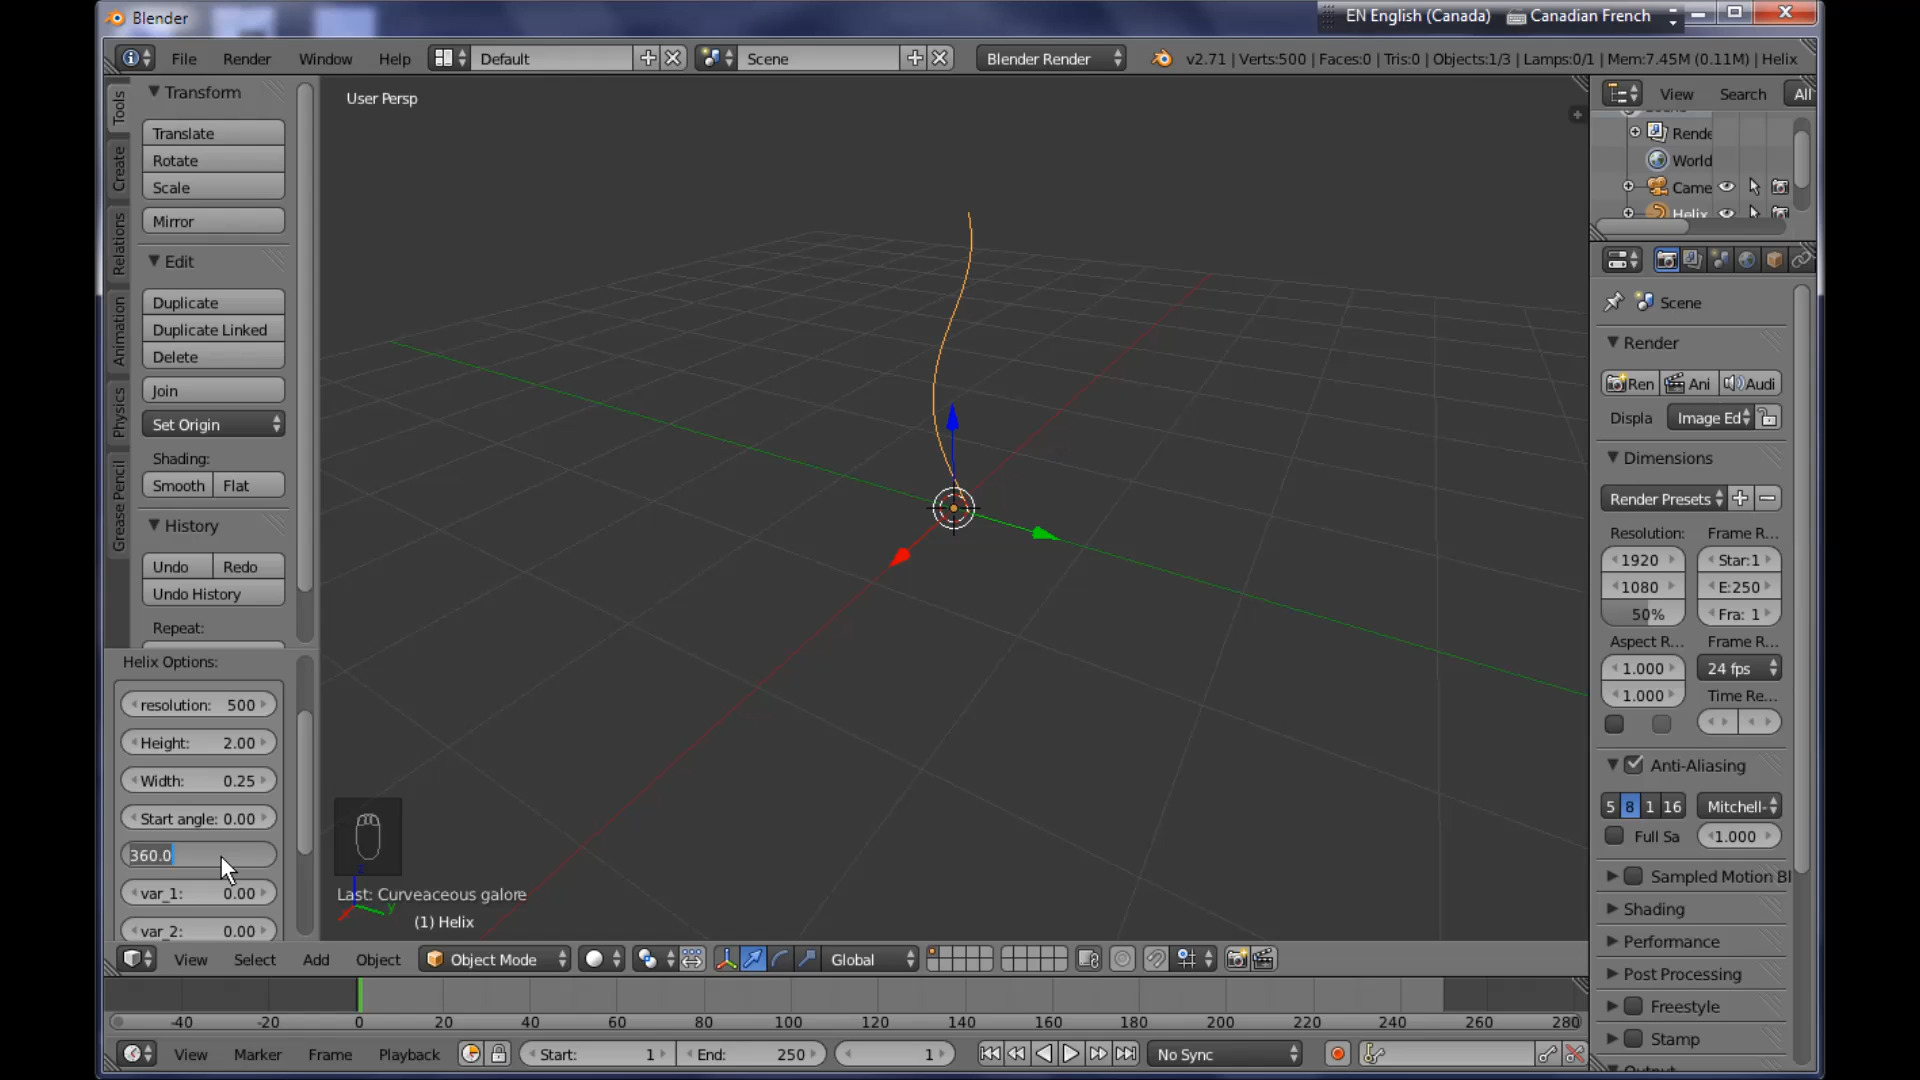 Blender
EN English (Canada) Canadian French
File Render Window Help Default Scene Blender Render v2.71 | Verts:500 | Faces:0 | Tris:0 | Objects:1/3 | Lamps:0/1 | Mem:7.45M (0.11M) | Helix
Tools
Create
Relations
Animation
Physics
Grease Pencil
Transform
Translate
Rotate
Scale
Mirror
Edit
Duplicate
Duplicate Linked
Delete
Join
Set Origin
Shading:
Smooth Flat
History
Undo Redo
Undo History
Repeat:
Helix Options:
resolution: 500
Height: 2.00
Width: 0.25
Start angle: 0.00
360.0
var_1: 0.00
var_2: 0.00
User Persp
Last: Curveaceous galore
(1) Helix
View Search All
Rende
World
Came
Helix
Scene
Render
Ren Ani Audi
Displa Image Ed
Dimensions
Render Presets
Resolution: Frame R...
1920 Star:1
1080 E:250
50% Fra: 1
Aspect R... Frame R...
1.000 24 fps
1.000 Time Re...
Anti-Aliasing
5 8 1 16 Mitchell-
Full Sa 1.000
Sampled Motion Bl
Shading
Performance
Post Processing
Freestyle
Stamp
View Select Add Object Object Mode Global
-40 -20 0 20 40 60 80 100 120 140 160 180 200 220 240 260 280
View Marker Frame Playback Start: 1 End: 250 1 No Sync